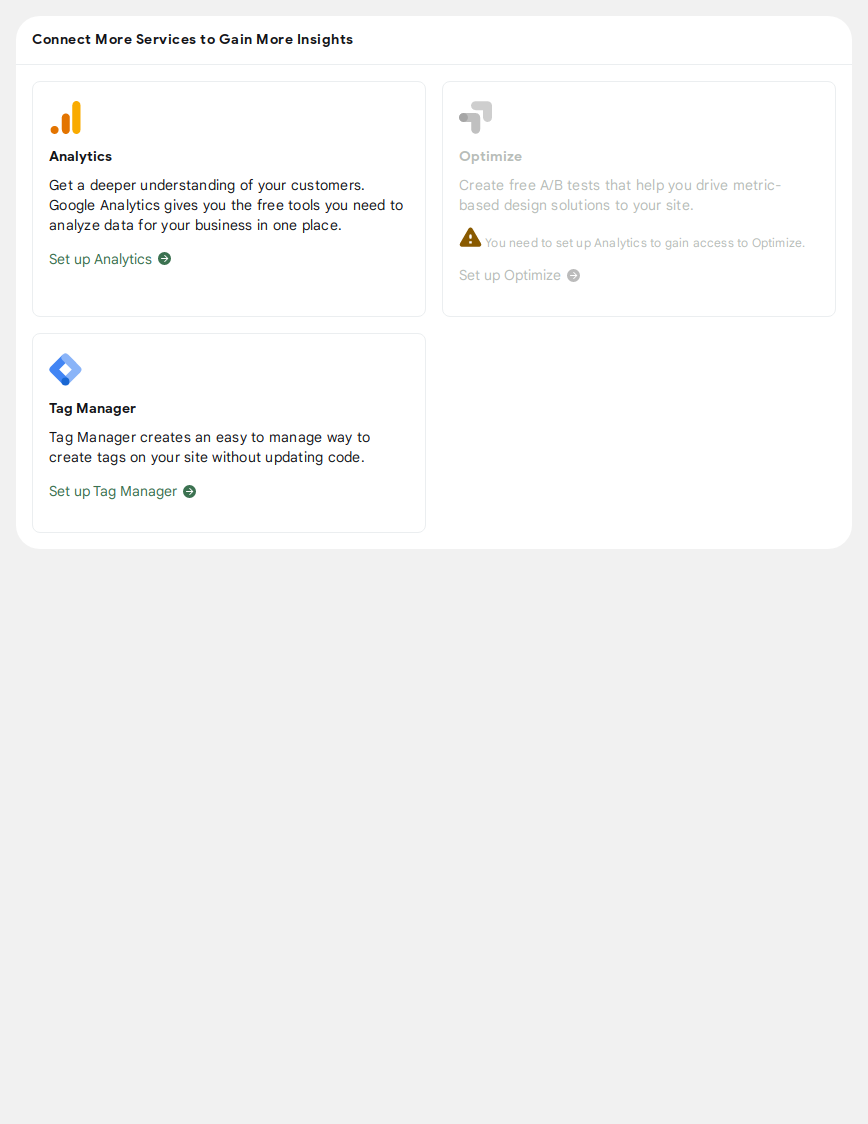 Connect More Services to Gain More Insights
Analytics
Get a deeper understanding of your customers.
Google Analytics gives you the free tools you need to
analyze data for your business in one place.
Set up Analytics
Optimize
Create free A/B tests that help you drive metric-
based design solutions to your site.
You need to set up Analytics to gain access to Optimize.
Set up Optimize
Tag Manager
Tag Manager creates an easy to manage way to
create tags on your site without updating code.
Set up Tag Manager